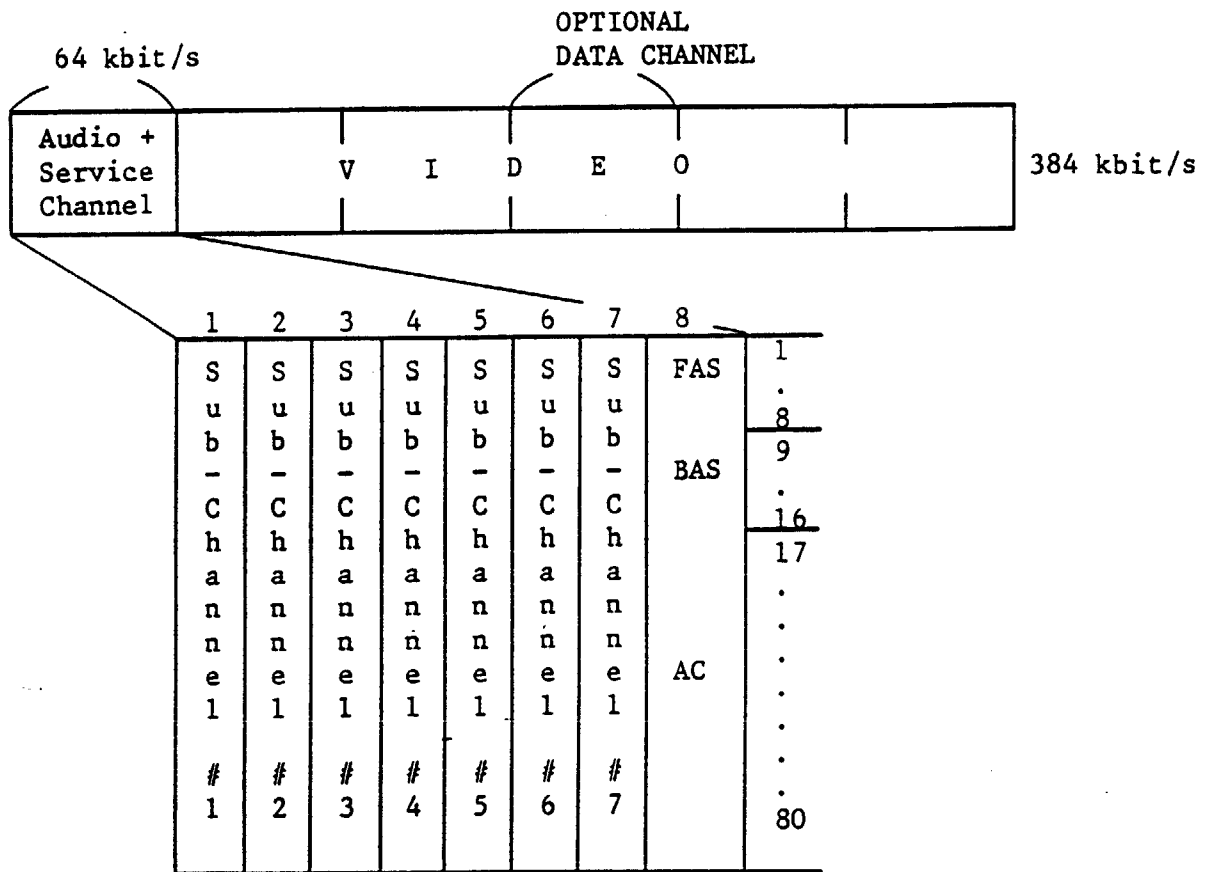 OPTIONAL
DATA CHANNEL
64 kbit/s
Audio +
Service
Channel
V I D E O
384 kbit/s
1 2 3 4 5 6 7 8
Sub-Channel #1
Sub-Channel #2
Sub-Channel #3
Sub-Channel #4
Sub-Channel #5
Sub-Channel #6
Sub-Channel #7
FAS
BAS
AC
1
.
8
9
.
16
17
.
.
.
.
.
.
.
80